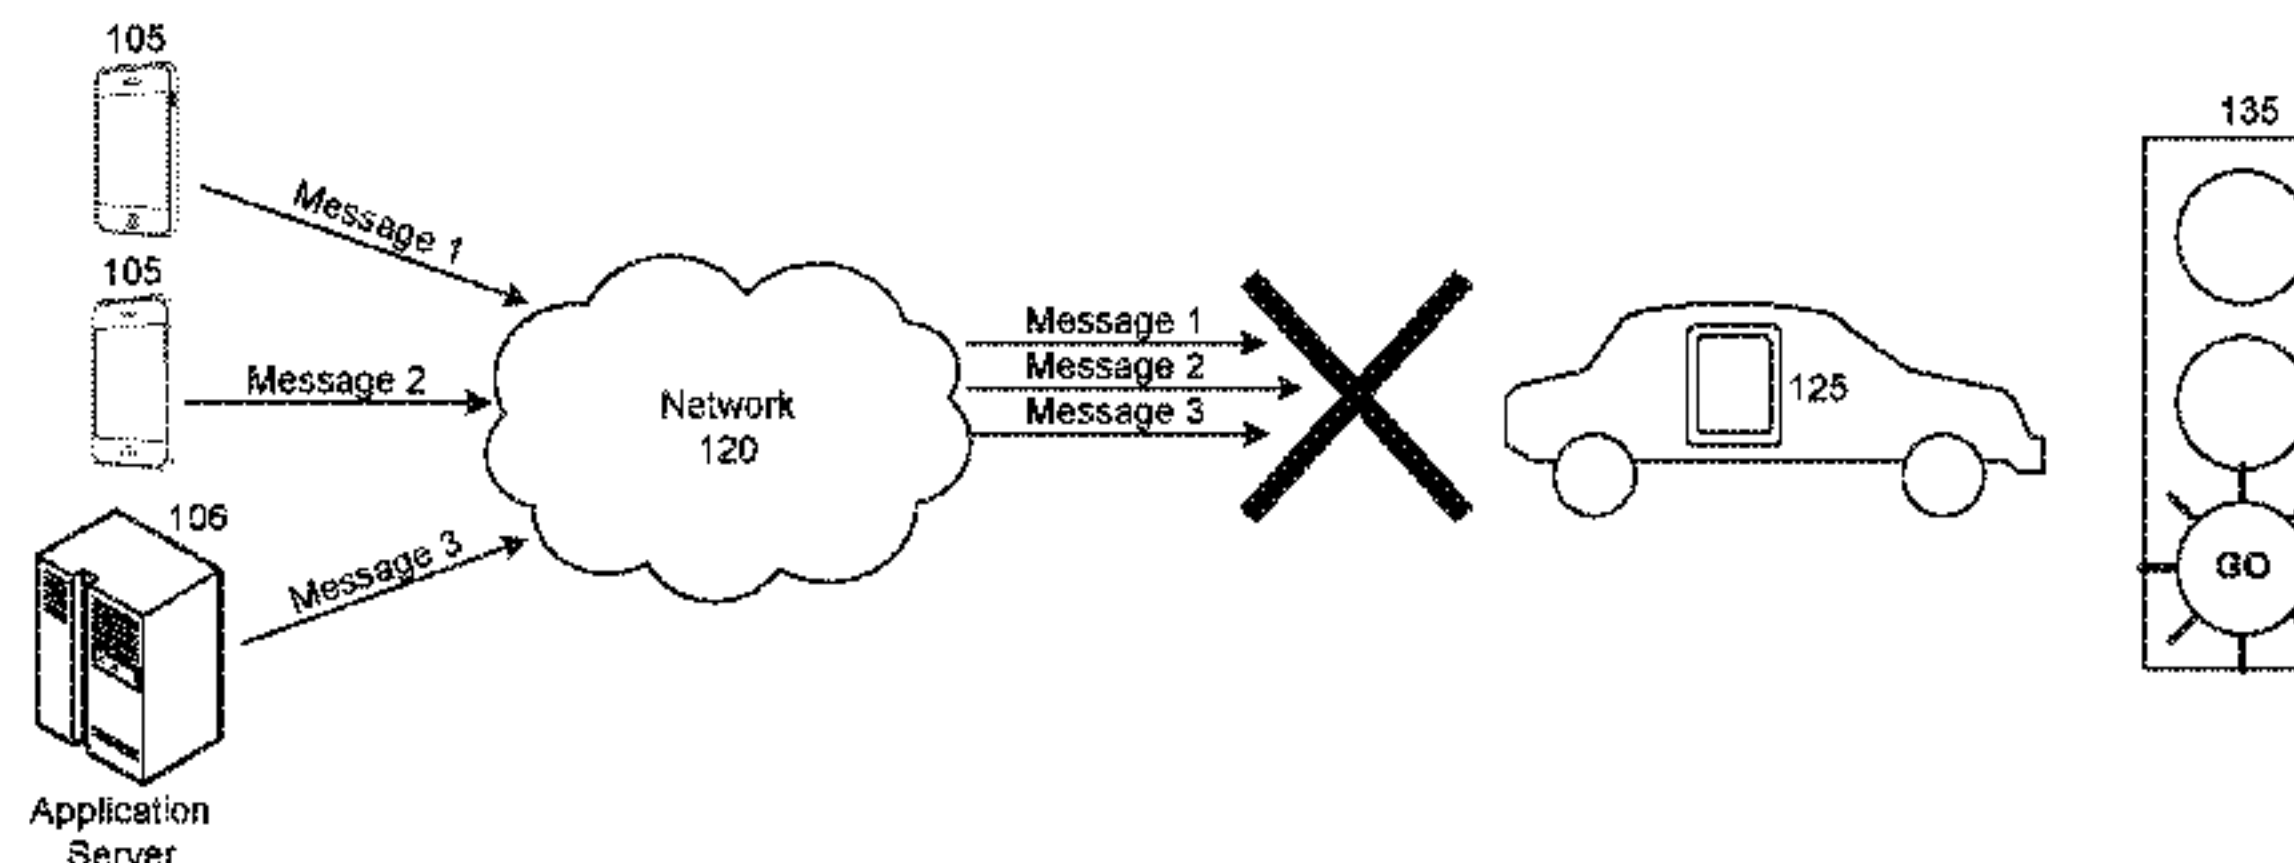 105
135
Message 1
105
Message 1
Message 2
Message 2
125
Network
120
Message 3
106
Message 3
GO
Application
Server